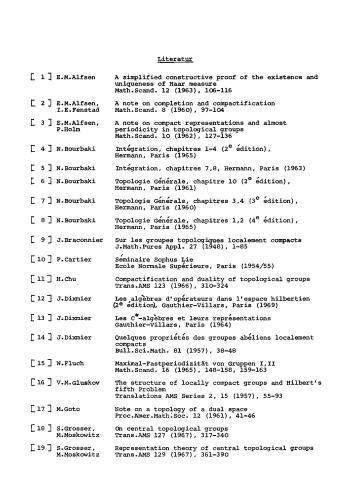 Literatur
[ 1 ] E.M.Alfsen A simplified constructive proof of the existence and
uniqueness of Haar measure
Math.Scand. 12 (1963), 106-116
[ 2 ] E.M.Alfsen, A note on completion and compactification
I.E.Fenstad Math.Scand. 8 (1960), 97-104
[ 3 ] E.M.Alfsen, A note on compact representations and almost
P.Holm periodicity in topological groups
Math.Scand. 10 (1962), 127-136
[ 4 ] N.Bourbaki Intégration, chapitres 1-4 (2e édition),
Hermann, Paris (1965)
[ 5 ] N.Bourbaki Intégration, chapitres 7,8, Hermann, Paris (1963)
[ 6 ] N.Bourbaki Topologie Générale, chapitre 10 (2e édition),
Hermann, Paris (1961)
[ 7 ] N.Bourbaki Topologie Générale, chapitres 3,4 (3e édition),
Hermann, Paris (1960)
[ 8 ] N.Bourbaki Topologie Générale, chapitres 1,2 (4e édition),
Hermann, Paris (1965)
[ 9 ] J.Braconnier Sur les groupes topologiques localement compacts
J.Math.Pures Appl. 27 (1948), 1-85
[10 ] P.Cartier Séminaire Sophus Lie
Ecole Normale Supérieure, Paris (1954/55)
[11 ] H.Chu Compactification and duality of topological groups
Trans.AMS 123 (1966), 310-324
[12 ] J.Dixmier Les algèbres d'opérateurs dans l'espace hilbertien
(2e édition), Gauthier-Villars, Paris (1969)
[13 ] J.Dixmier Les C*-algèbres et leurs représentations
Gauthier-Villars, Paris (1964)
[14 ] J.Dixmier Quelques propriétés des groupes abéliens localement
compacts
Bull.Sci.Math. 81 (1957), 38-48
[15 ] W.Fluch Maximal-Fastperiodizität von Gruppen I,II
Math.Scand. 16 (1965), 148-158, 159-163
[16 ] V.M.Gluskov The structure of locally compact groups and Hilbert's
fifth Problem
Translations AMS Series 2, 15 (1957), 55-93
[17 ] M.Goto Note on a topology of a dual space
Proc.Amer.Math.Soc. 12 (1961), 41-46
[18 ] S.Grosser, On central topological groups
M.Moskowitz Trans.AMS 127 (1967), 317-340
[19 ] S.Grosser, Representation theory of central topological groups
M.Moskowitz Trans.AMS 129 (1967), 361-390